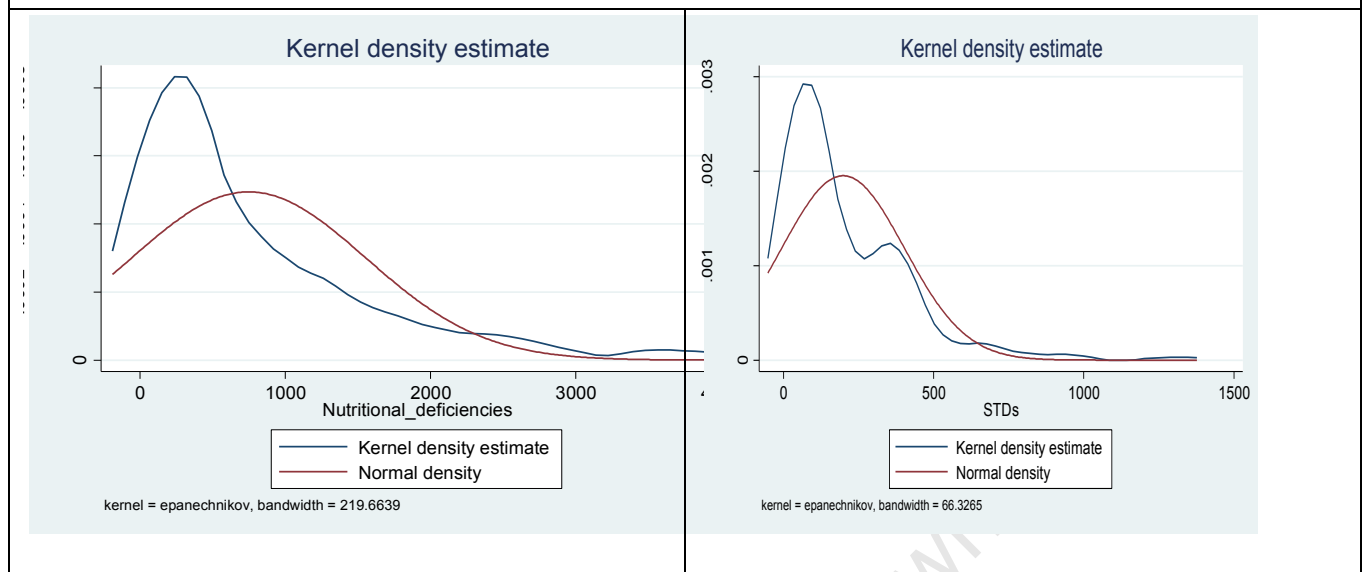 Kernel density estimate
0
0 1000 2000 3000
Nutritional_deficiencies
Kernel density estimate
Normal density
kernel = epanechnikov, bandwidth = 219.6639
Kernel density estimate
.003
.002
.001
0
0 500 1000 1500
STDs
Kernel density estimate
Normal density
kernel = epanechnikov, bandwidth = 66.3265